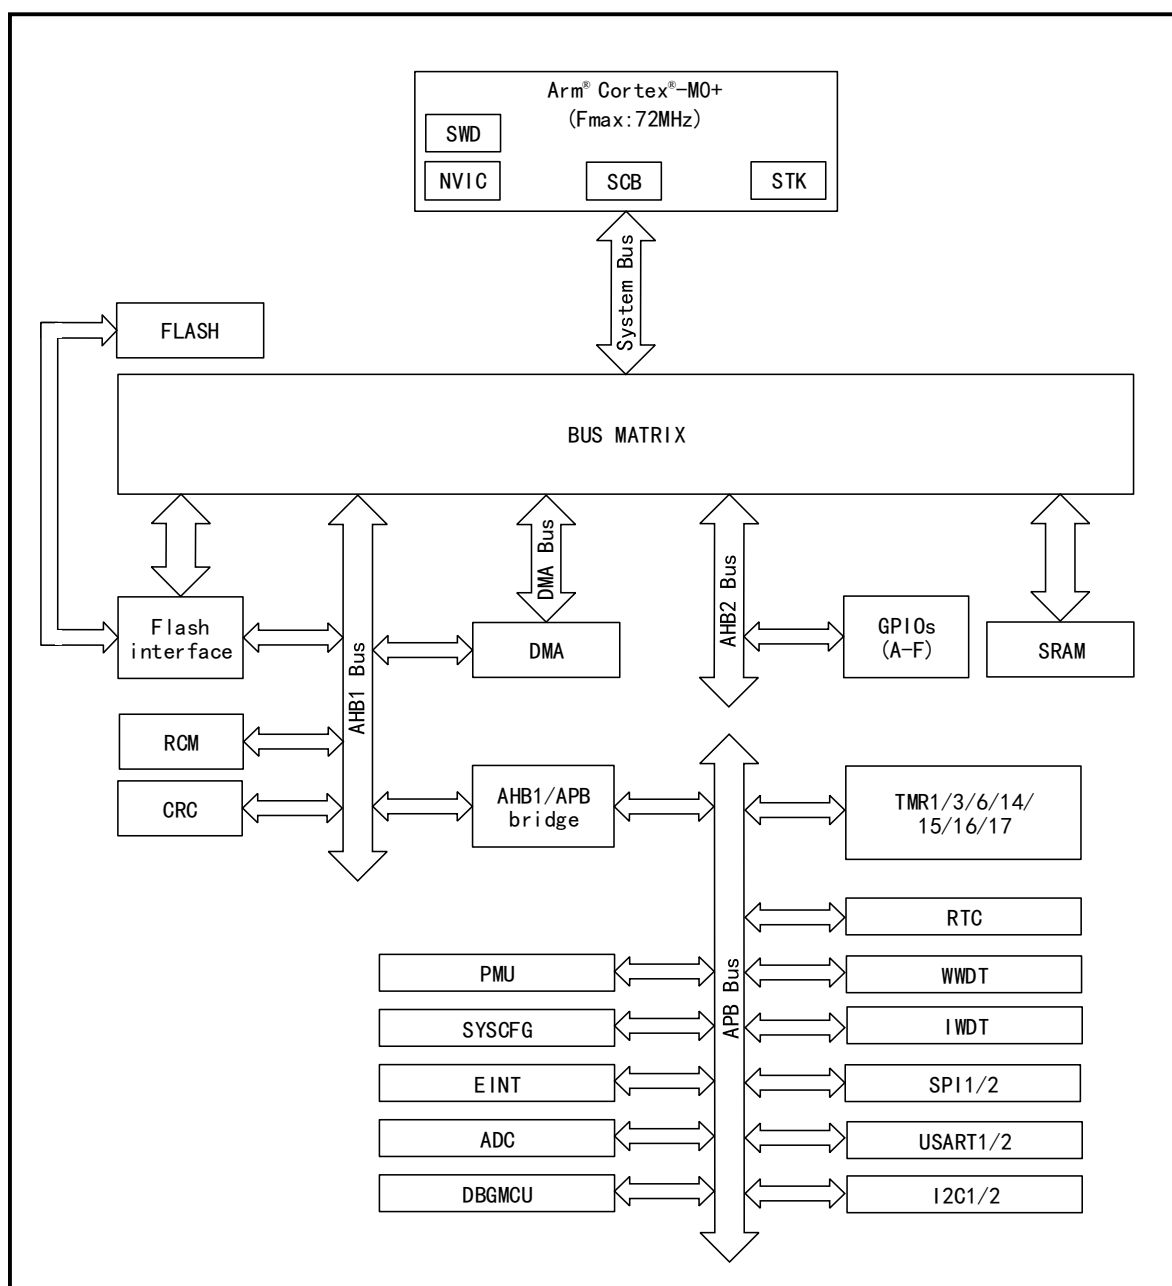 Arm® Cortex®-M0+
(Fmax:72MHz)
SWD
NVIC
SCB
STK
System Bus
FLASH
BUS MATRIX
DMA Bus
AHB2 Bus
AHB1 Bus
Flash
interface
DMA
GPIOs
(A-F)
SRAM
RCM
CRC
AHB1/APB
bridge
TMR1/3/6/14/
15/16/17
APB Bus
RTC
PMU
WWDT
SYSCFG
IWDT
EINT
SPI1/2
ADC
USART1/2
DBGMCU
I2C1/2